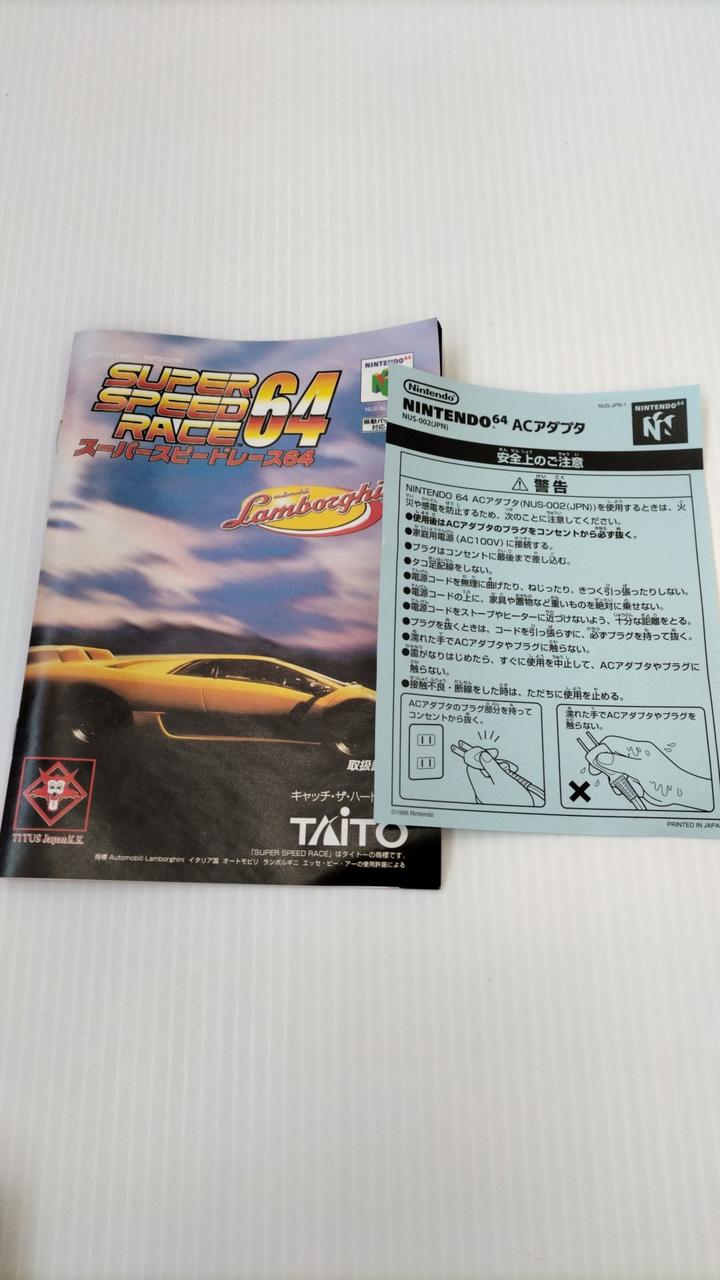 TITUS 1997 TAITO CORP.
SUPER
SPEED
RACE 64
スーパースピードレース64
NINTENDO64
振動パッ
対応
automobili
Lamborghi
取扱
キャッチ・ザ・ハート
TAITO
TITUS Japan K.K.
「SUPER SPEED RACE」はタイトーの商標です。
商標 Automobili Lamborghini イタリア国 オートモビリ ランボルギーニ エッセ・ピー・アーの使用許諾による
Nintendo
NINTENDO64 ACアダプタ
NUS-002(JPN)
NUS-JPN-1
NINTENDO64
安全上のご注意
警告
NINTENDO 64 ACアダプタ(NUS-002(JPN))を使用するときは、火
災や感電を防止するため、次のことに注意してください。
●使用後はACアダプタのプラグをコンセントから必ず抜く。
●家庭用電源(AC100V)に接続する。
●プラグはコンセントに最後まで差し込む。
●タコ足配線をしない。
●電源コードを無理に曲げたり、ねじったり、きつく引っ張ったりしない。
●電源コードの上に、家具や置物など重いものを絶対に乗せない。
●電源コードをストーブやヒーターに近づけないよう、十分な距離をとる。
●プラグを抜くときは、コードを引っ張らずに、必ずプラグを持って抜く。
●濡れた手でACアダプタやプラグに触らない。
●雷がなりはじめたら、すぐに使用を中止して、ACアダプタやプラグに
触らない。
●接触不良・断線をした時は、ただちに使用を止める。
ACアダプタのプラグ部分を持って
コンセントから抜く。
濡れた手でACアダプタやプラグを
触らない。
©1996 Nintendo
PRINTED IN JAPA